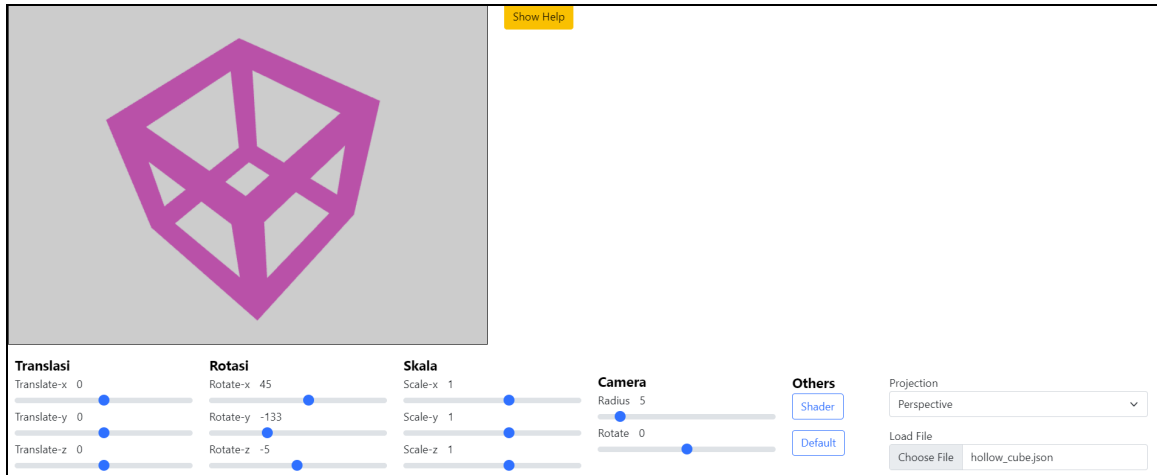 Show Help
Translasi
Translate-x 0
Translate-y 0
Translate-z 0
Rotasi
Rotate-x 45
Rotate-y -133
Rotate-z -5
Skala
Scale-x 1
Scale-y 1
Scale-z 1
Camera
Radius 5
Rotate 0
Others
Shader
Default
Projection
Perspective
Load File
Choose File hollow_cube.json